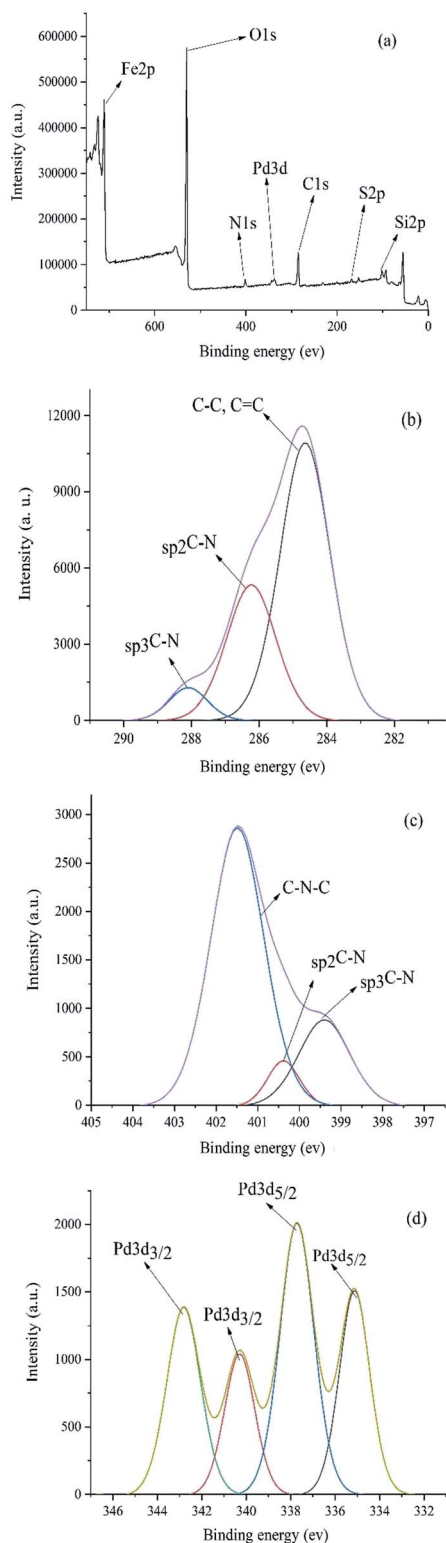 (a)
O1s
Fe2p
Pd3d
C1s
N1s
S2p
Si2p
Intensity (a.u.)
600000
500000
400000
300000
200000
100000
0
600
400
200
0
Binding energy (ev)
(b)
C-C, C=C
sp2C-N
sp3C-N
Intensity (a. u.)
12000
9000
6000
3000
0
290
288
286
284
282
Binding energy (ev)
(c)
C-N-C
sp2C-N
sp3C-N
Intensity (a.u.)
3000
2500
2000
1500
1000
500
0
405
404
403
402
401
400
399
398
397
Binding energy (ev)
(d)
Pd3d5/2
Pd3d3/2
Pd3d5/2
Pd3d3/2
Intensity (a.u.)
2000
1500
1000
500
0
346
344
342
340
338
336
334
332
Binding energy (ev)